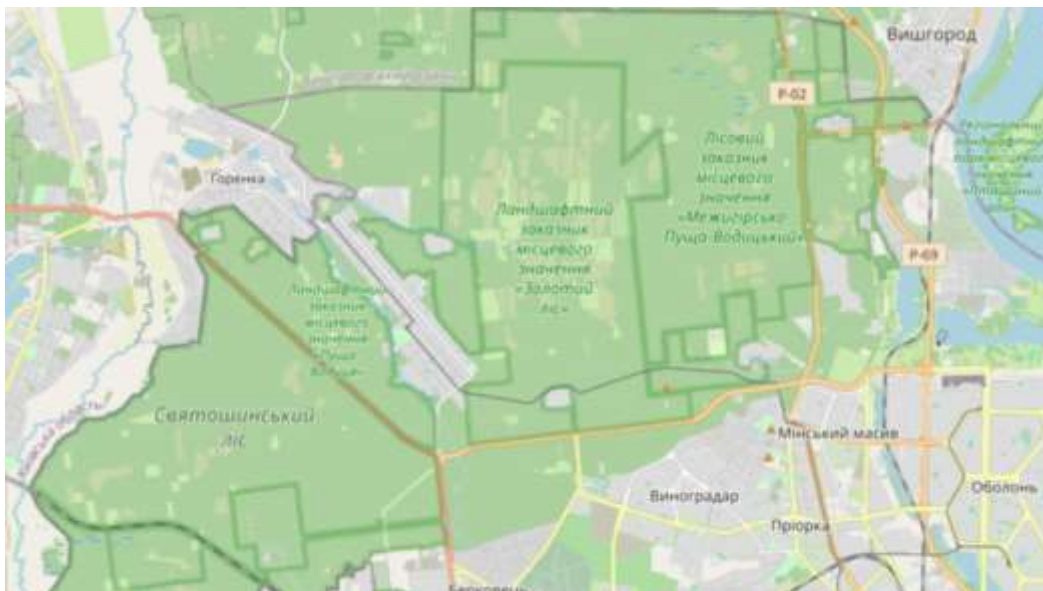 Вишгород
Р-02
Горенка
Лісовий
заказник
місцевого
значення
«Межигірсько-
Пуща-Водицький»
Ландшафтний
заказник
місцевого
значення
«Золотий
ліс»
Р-69
Ландшафтний
заказник
місцевого
значення
«Пуща
Святошинський
ліс
Мінський масив
Виноградар
Оболонь
Пріорка
Берковець